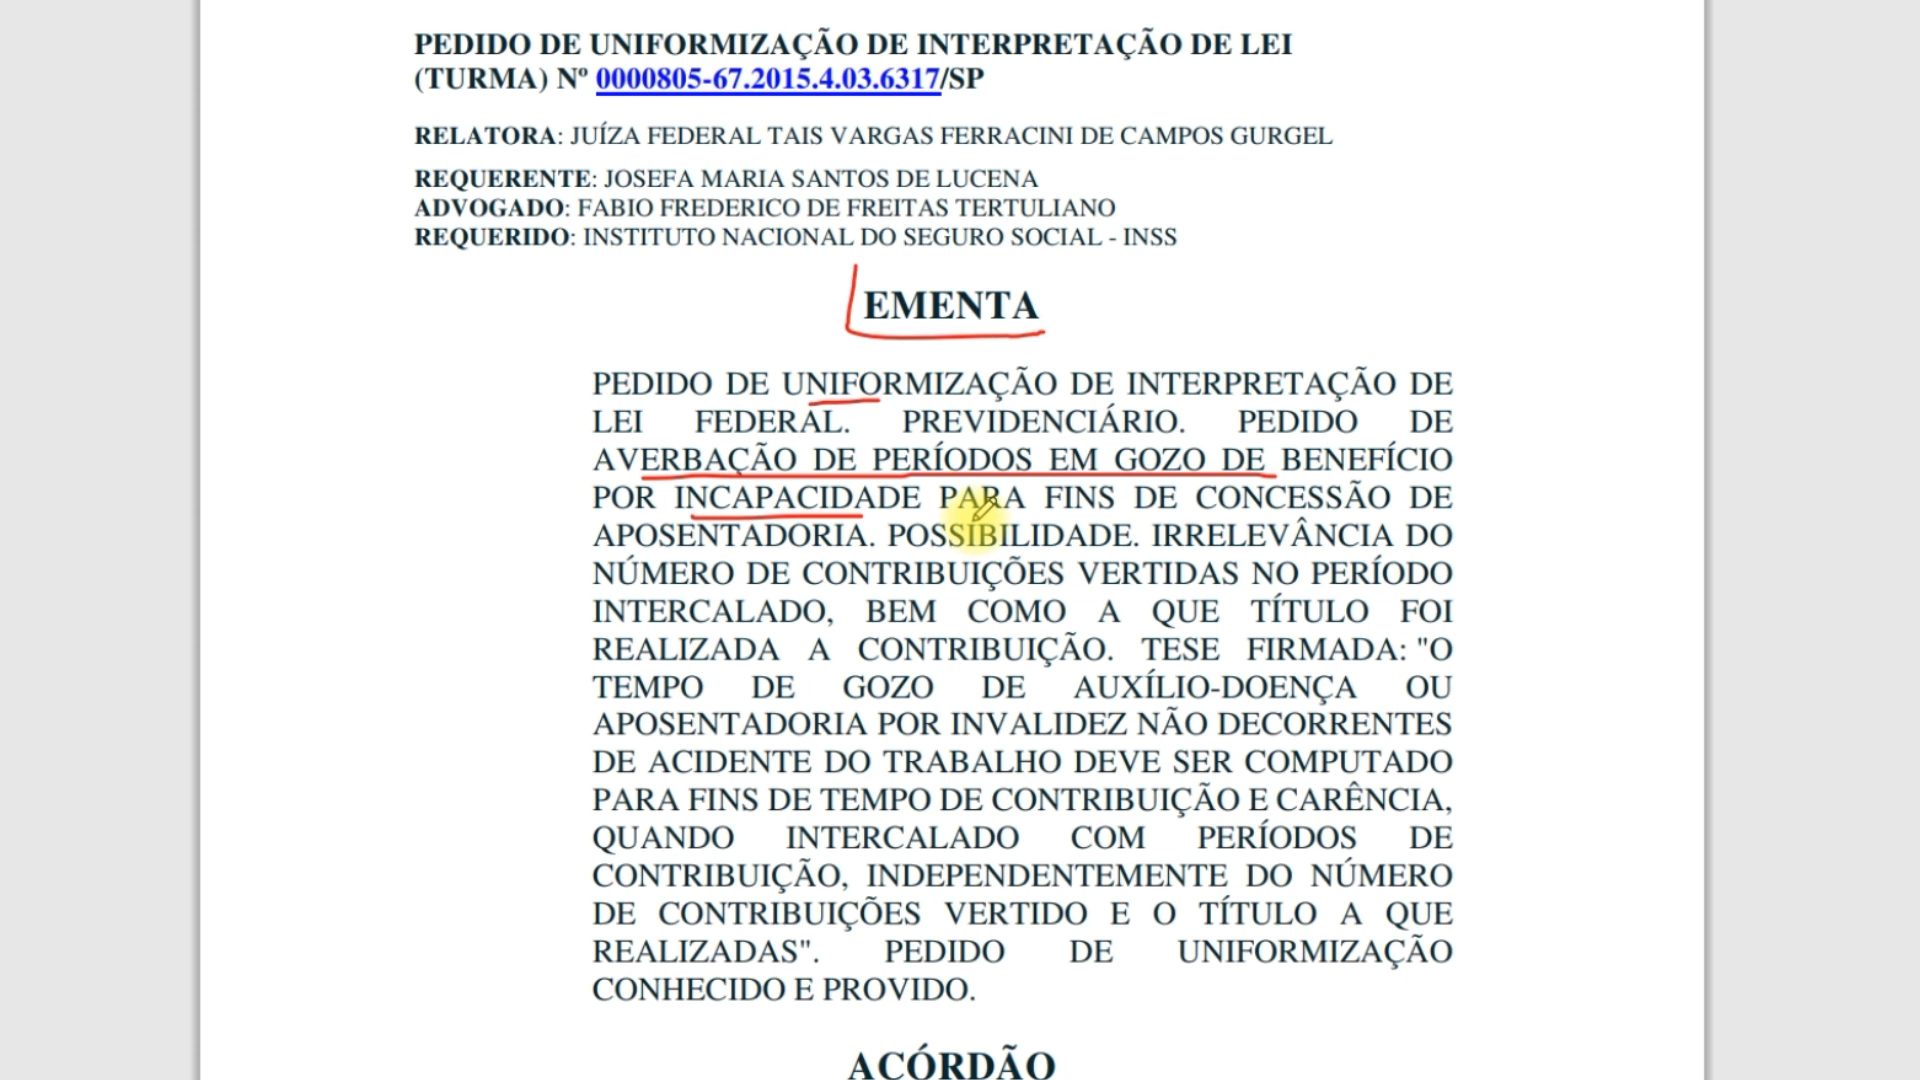 PEDIDO DE UNIFORMIZAÇÃO DE INTERPRETAÇÃO DE LEI
(TURMA) Nº 0000805-67.2015.4.03.6317/SP
RELATORA: JUÍZA FEDERAL TAIS VARGAS FERRACINI DE CAMPOS GURGEL
REQUERENTE: JOSEFA MARIA SANTOS DE LUCENA
ADVOGADO: FABIO FREDERICO DE FREITAS TERTULIANO
REQUERIDO: INSTITUTO NACIONAL DO SEGURO SOCIAL - INSS
EMENTA
PEDIDO DE UNIFORMIZAÇÃO DE INTERPRETAÇÃO DE
LEI FEDERAL. PREVIDENCIÁRIO. PEDIDO DE
AVERBAÇÃO DE PERÍODOS EM GOZO DE BENEFÍCIO
POR INCAPACIDADE PARA FINS DE CONCESSÃO DE
APOSENTADORIA. POSSIBILIDADE. IRRELEVÂNCIA DO
NÚMERO DE CONTRIBUIÇÕES VERTIDAS NO PERÍODO
INTERCALADO, BEM COMO A QUE TÍTULO FOI
REALIZADA A CONTRIBUIÇÃO. TESE FIRMADA: "O
TEMPO DE GOZO DE AUXÍLIO-DOENÇA OU
APOSENTADORIA POR INVALIDEZ NÃO DECORRENTES
DE ACIDENTE DO TRABALHO DEVE SER COMPUTADO
PARA FINS DE TEMPO DE CONTRIBUIÇÃO E CARÊNCIA,
QUANDO INTERCALADO COM PERÍODOS DE
CONTRIBUIÇÃO, INDEPENDENTEMENTE DO NÚMERO
DE CONTRIBUIÇÕES VERTIDO E O TÍTULO A QUE
REALIZADAS". PEDIDO DE UNIFORMIZAÇÃO
CONHECIDO E PROVIDO.
ACÓRDÃO